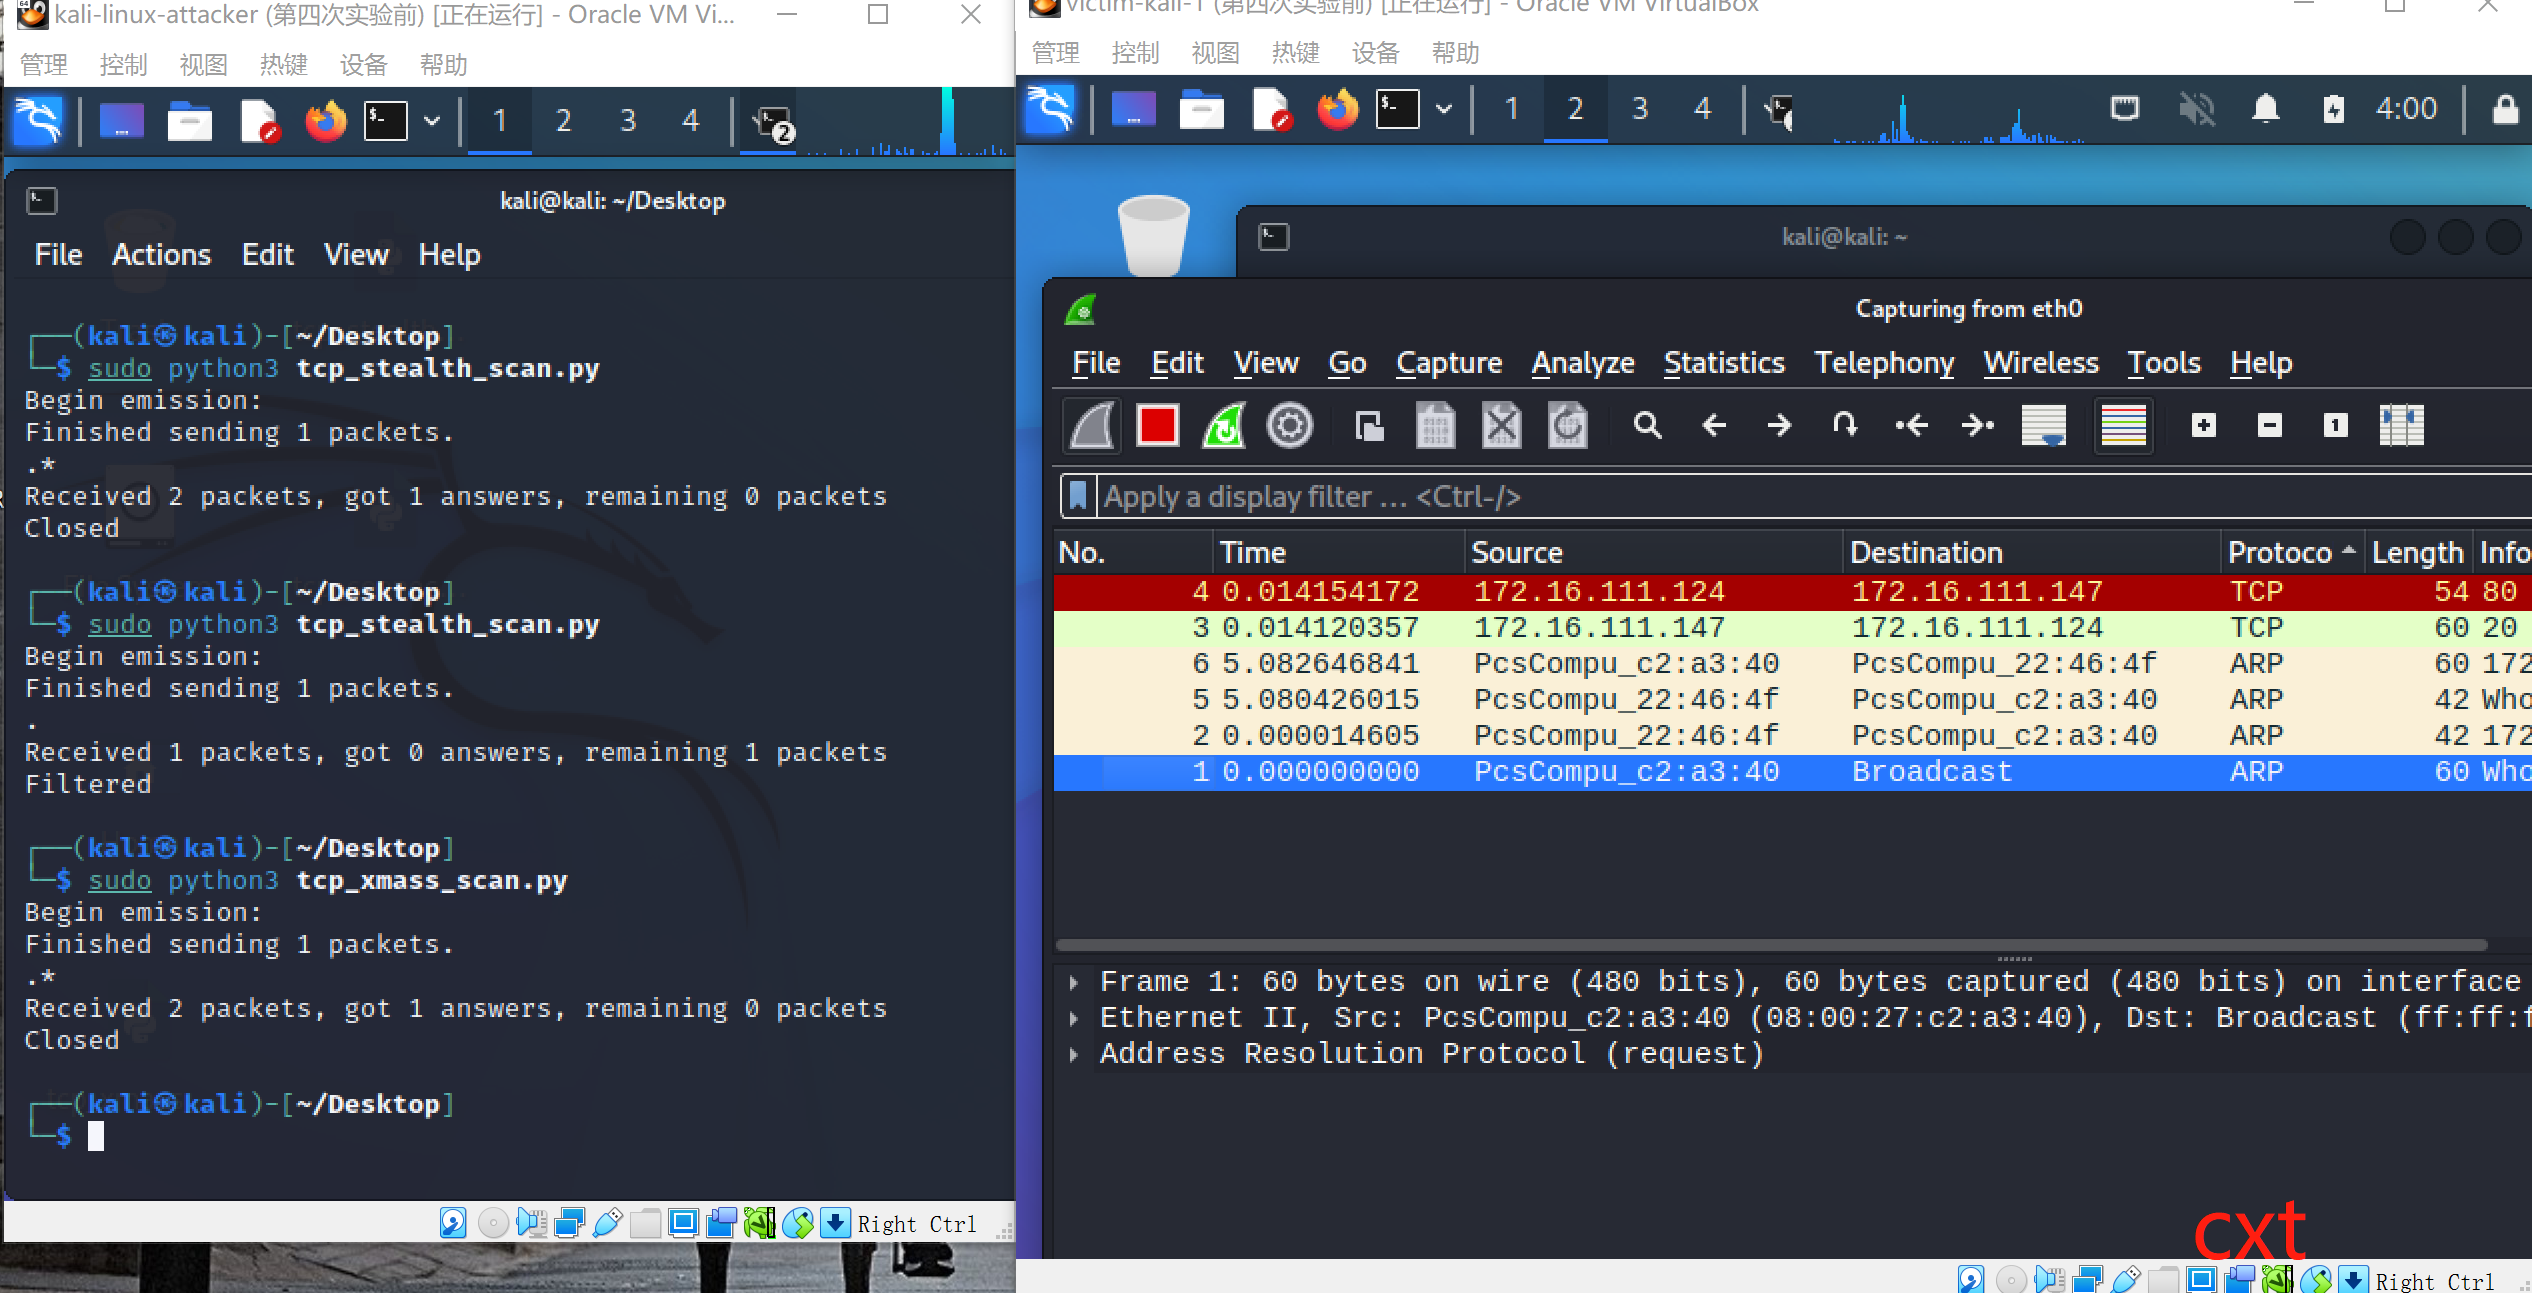 kali-linux-attacker (第四次实验前) [正在运行] - Oracle VM Vi...
管理 控制 视图 热键 设备 帮助
1 2 3 4 2
kali@kali: ~/Desktop
File Actions Edit View Help
┌──(kali㉿kali)-[~/Desktop]
└─$ sudo python3 tcp_stealth_scan.py
Begin emission:
Finished sending 1 packets.
.*
Received 2 packets, got 1 answers, remaining 0 packets
Closed
┌──(kali㉿kali)-[~/Desktop]
└─$ sudo python3 tcp_stealth_scan.py
Begin emission:
Finished sending 1 packets.
.
Received 1 packets, got 0 answers, remaining 1 packets
Filtered
┌──(kali㉿kali)-[~/Desktop]
└─$ sudo python3 tcp_xmass_scan.py
Begin emission:
Finished sending 1 packets.
.*
Received 2 packets, got 1 answers, remaining 0 packets
Closed
┌──(kali㉿kali)-[~/Desktop]
└─$
Right Ctrl
victim-kali-1 (第四次实验前) [正在运行] - Oracle VM VirtualBox
管理 控制 视图 热键 设备 帮助
1 2 3 4 4:00
kali@kali: ~
Capturing from eth0
File Edit View Go Capture Analyze Statistics Telephony Wireless Tools Help
Apply a display filter ... <Ctrl-/>
No. Time Source Destination Protoco Length Info
4 0.014154172 172.16.111.124 172.16.111.147 TCP 54 80
3 0.014120357 172.16.111.147 172.16.111.124 TCP 60 20
6 5.082646841 PcsCompu_c2:a3:40 PcsCompu_22:46:4f ARP 60 172
5 5.080426015 PcsCompu_22:46:4f PcsCompu_c2:a3:40 ARP 42 Who
2 0.000014605 PcsCompu_22:46:4f PcsCompu_c2:a3:40 ARP 42 172
1 0.000000000 PcsCompu_c2:a3:40 Broadcast ARP 60 Who
Frame 1: 60 bytes on wire (480 bits), 60 bytes captured (480 bits) on interface
Ethernet II, Src: PcsCompu_c2:a3:40 (08:00:27:c2:a3:40), Dst: Broadcast (ff:ff:f
Address Resolution Protocol (request)
cxt
Right Ctrl